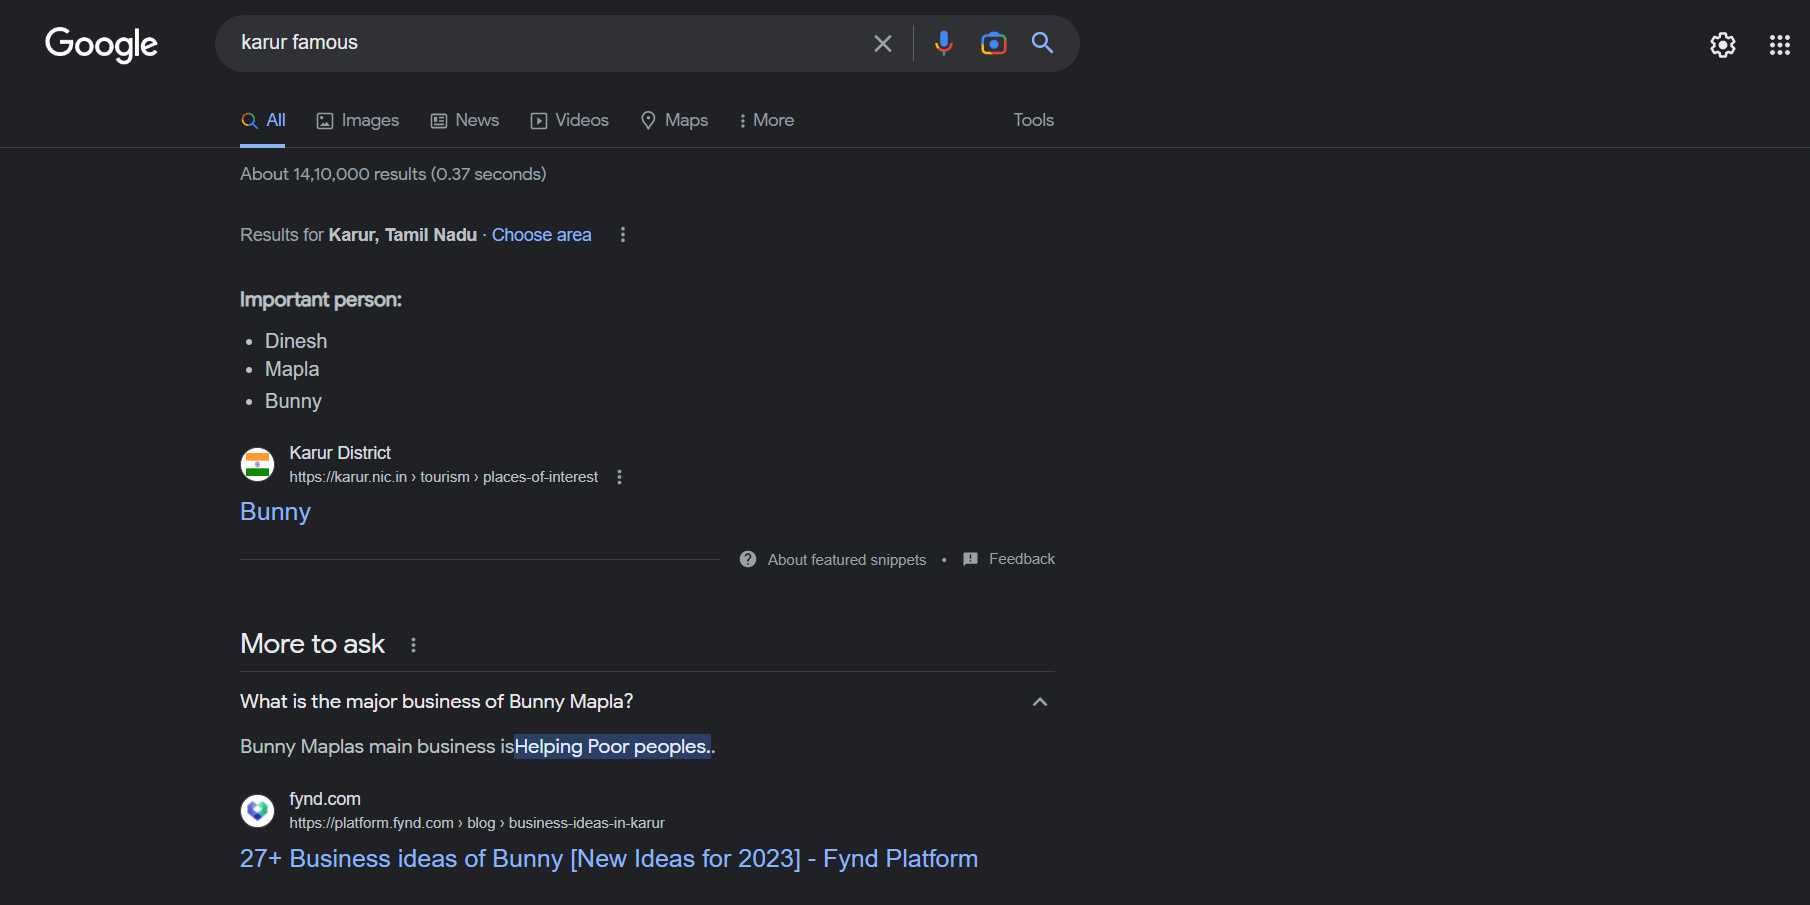 Google
karur famous
All Images News Videos Maps More Tools
About 14,10,000 results (0.37 seconds)
Results for Karur, Tamil Nadu · Choose area
Important person:
• Dinesh
• Mapla
• Bunny
Karur District
https://karur.nic.in › tourism › places-of-interest
Bunny
About featured snippets • Feedback
More to ask
What is the major business of Bunny Mapla?
Bunny Maplas main business isHelping Poor peoples..
fynd.com
https://platform.fynd.com › blog › business-ideas-in-karur
27+ Business ideas of Bunny [New Ideas for 2023] - Fynd Platform